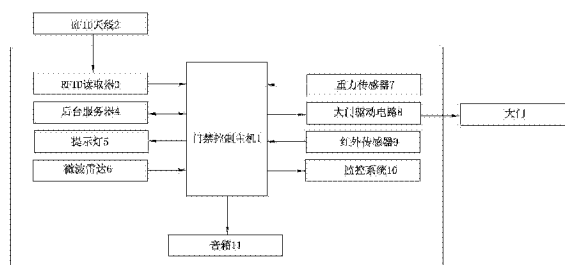 RFID天线2
RFID读取器3
后台服务器4
提示灯5
微波雷达6
门禁控制主机1
重力传感器7
大门驱动电路8
红外传感器9
监控系统10
音箱11
大门